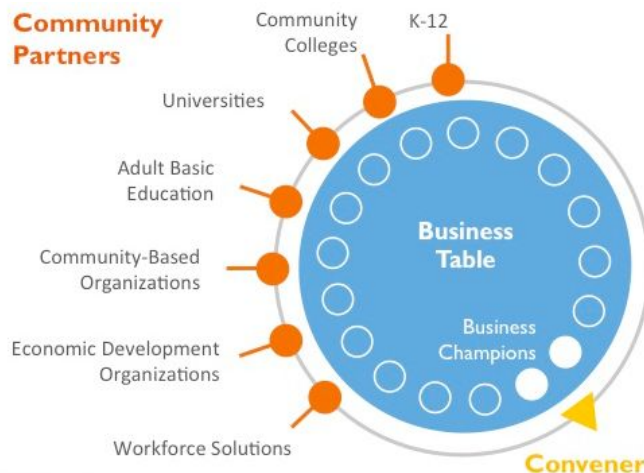 Community
Partners
Community
Colleges
K-12
Universities
Adult Basic
Education
Community-Based
Organizations
Economic Development
Organizations
Workforce Solutions
Business
Table
Business
Champions
Convener